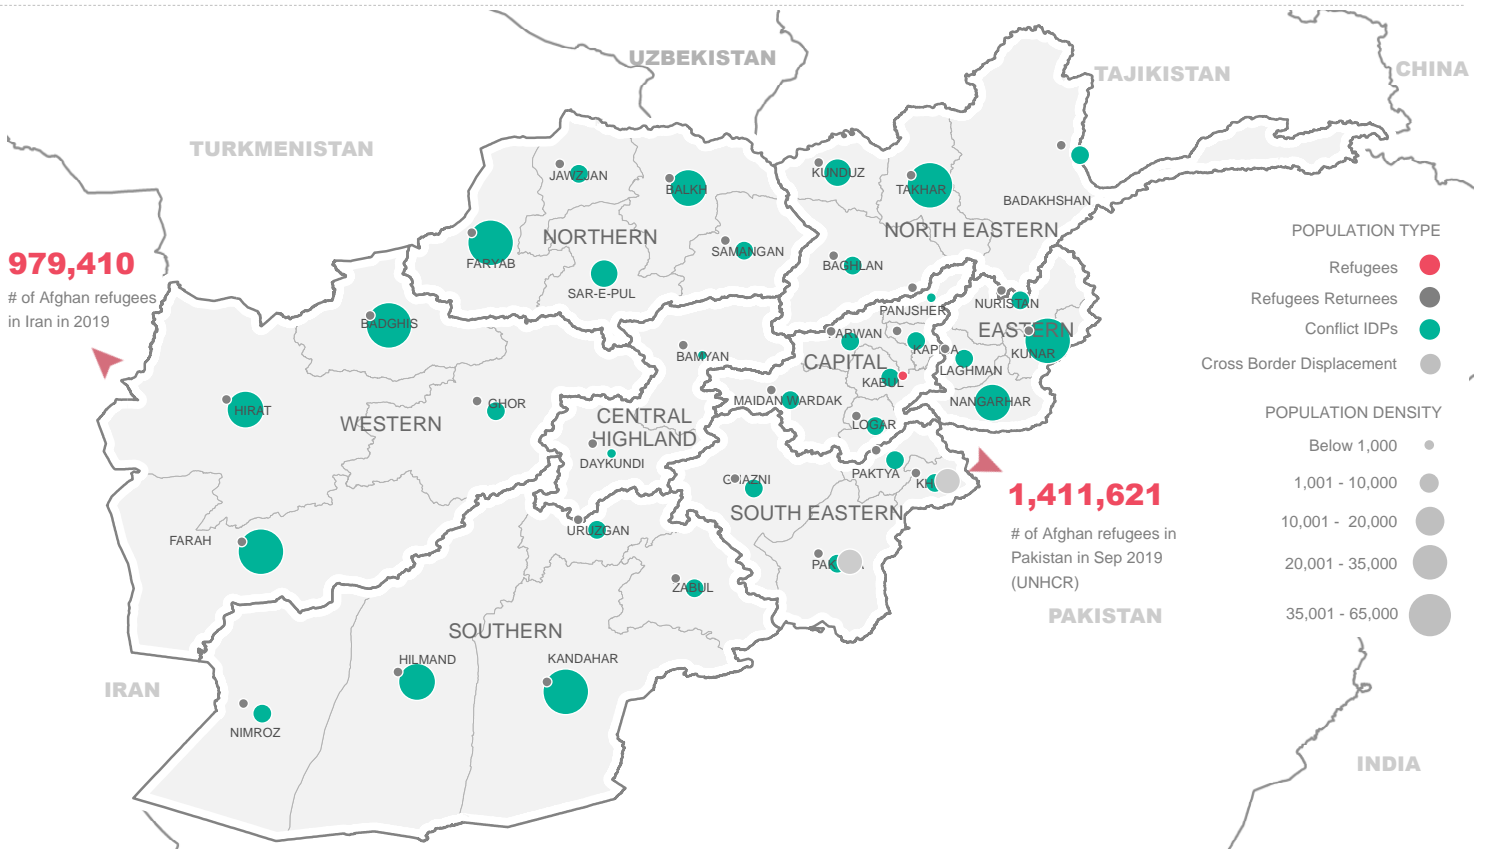 UZBEKISTAN
TAJIKISTAN
CHINA
TURKMENISTAN
JAWZJAN
BALKH
KUNDUZ
TAKHAR
BADAKHSHAN
NORTHERN
NORTH EASTERN
FARYAB
SAMANGAN
BAGHLAN
SAR-E-POL
979,410
# of Afghan refugees
in Iran in 2019
BADGHIS
PANJSHER
NURISTAN
PARWAN
EASTERN
BAMYAN
CAPITAL
KUNAR
LAGHMAN
KABUL
HIRAT
GHOR
MAIDAN WARDAK
NANGARHAR
WESTERN
CENTRAL
HIGHLAND
LOGAR
DAYKUNDI
PAKTYA
SOUTH EASTERN
URUZGAN
FARAH
ZABUL
SOUTHERN
HILMAND
KANDAHAR
NIMROZ
IRAN
1,411,621
# of Afghan refugees in
Pakistan in Sep 2019
(UNHCR)
PAKISTAN
INDIA
POPULATION TYPE
Refugees
Refugees Returnees
Conflict IDPs
Cross Border Displacement
POPULATION DENSITY
Below 1,000
1,001 - 10,000
10,001 - 20,000
20,001 - 35,000
35,001 - 65,000